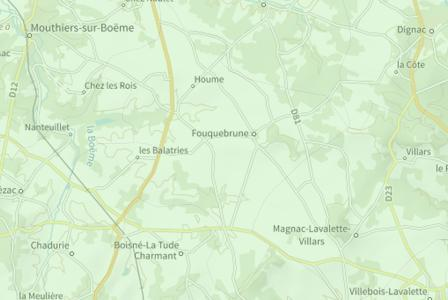 Mouthiers-sur-Boëme
Dignac
la Côte
Houme
Chez les Rois
D12
D81
Nanteuillet
la Boëme
Fouquebrune
les Balatries
Villars
D23
Magnac-Lavalette-
Villars
Boisné-La Tude
Charmant
Chadurie
la Meulière
Villebois-Lavalette